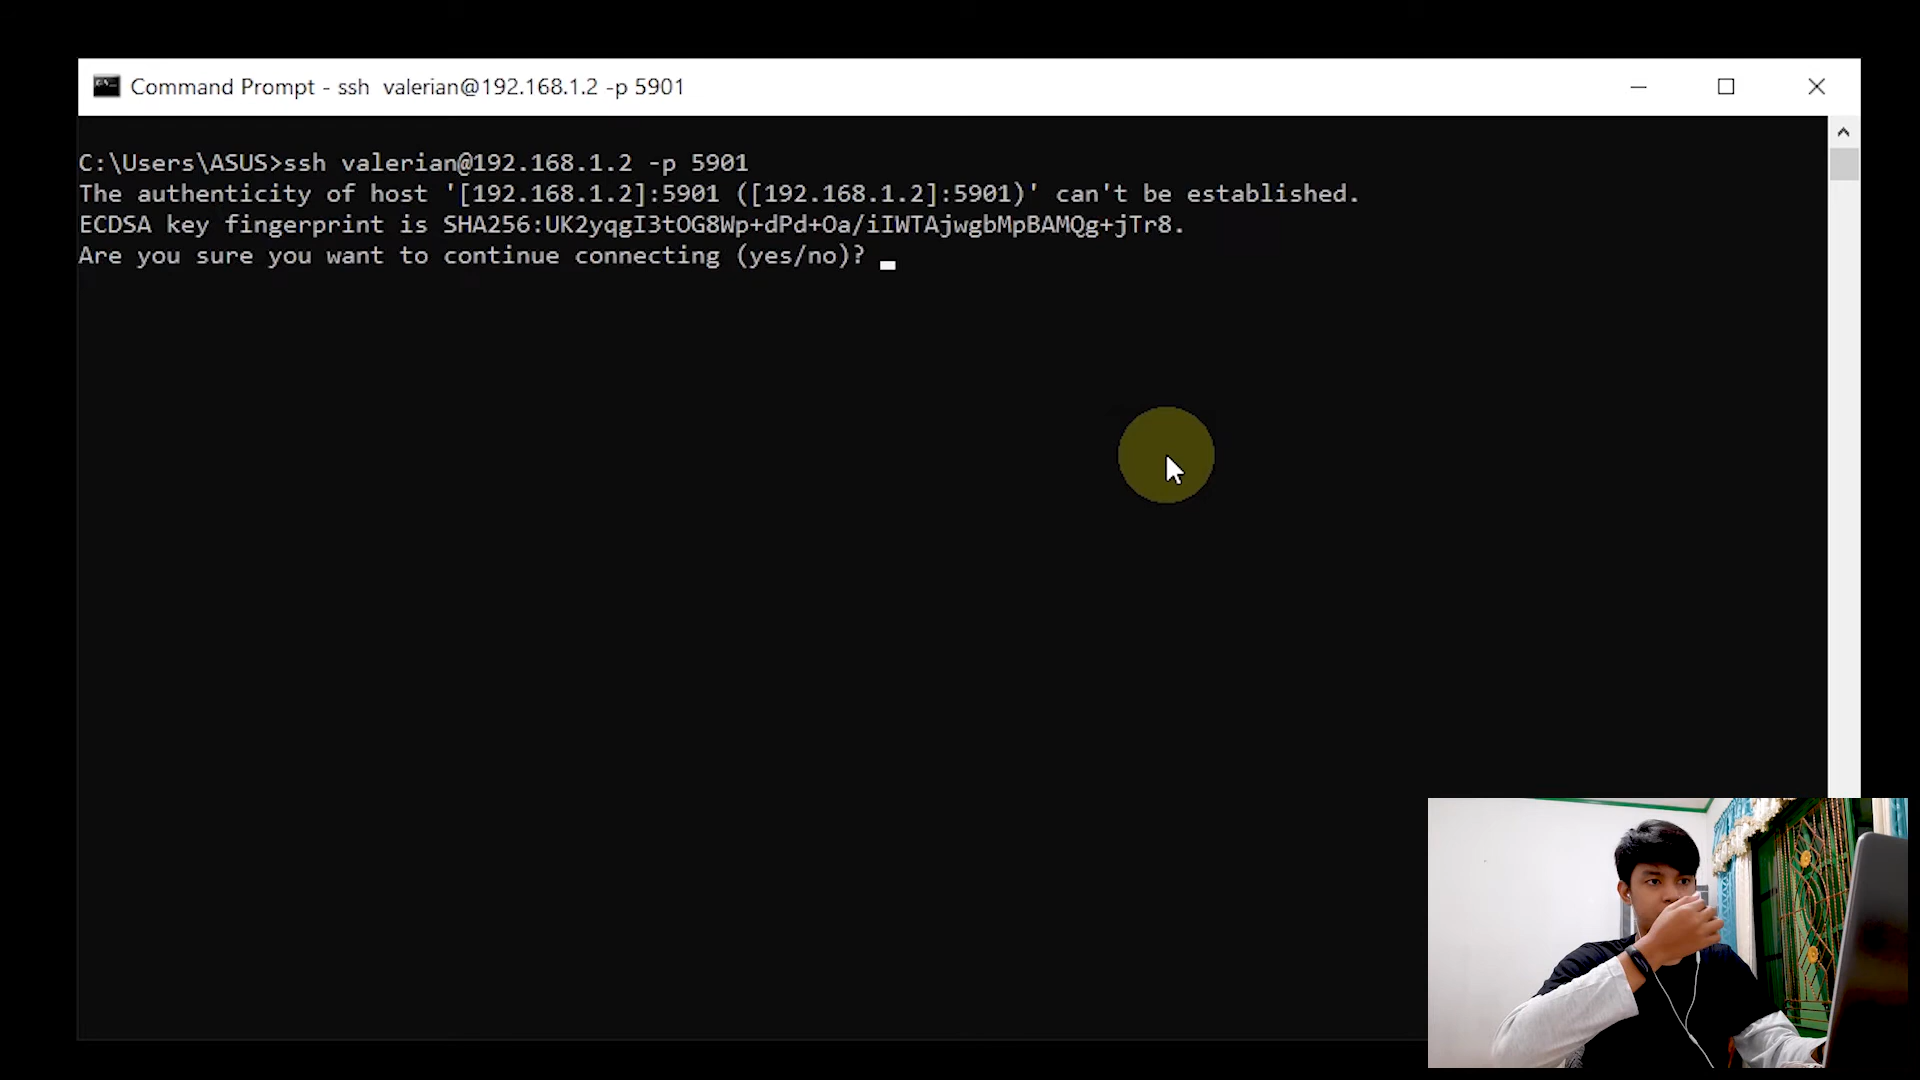 Command Prompt - ssh  valerian@192.168.1.2 -p 5901
C:\Users\ASUS>ssh valerian@192.168.1.2 -p 5901
The authenticity of host '[192.168.1.2]:5901 ([192.168.1.2]:5901)' can't be established.
ECDSA key fingerprint is SHA256:UK2yqgI3tOG8Wp+dPd+Oa/iIWTAjwgbMpBAMQg+jTr8.
Are you sure you want to continue connecting (yes/no)?